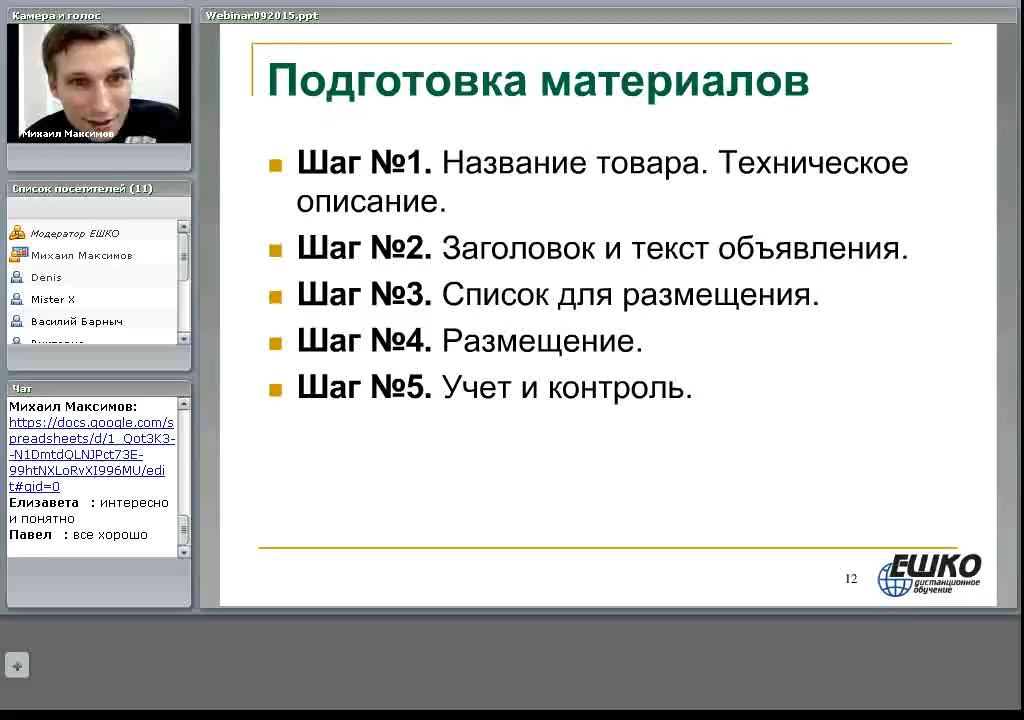 Камера и голос
Михаил Максимов
Список посетителей (11)
Модератор ЕШКО
Михаил Максимов
Denis
Mister X
Василий Барныч
Чат
Михаил Максимов:
https://docs.google.com/s
preadsheets/d/1_Qot3K3-
-N1DmtdQLNJPct73E-
99htNXLoRvXI996MU/edi
t#gid=0
Елизавета : интересно
и понятно
Павел : все хорошо
Webinar092015.ppt
Подготовка материалов
Шаг №1. Название товара. Техническое
описание.
Шаг №2. Заголовок и текст объявления.
Шаг №3. Список для размещения.
Шаг №4. Размещение.
Шаг №5. Учет и контроль.
12
ЕШКО
дистанционное
обучение